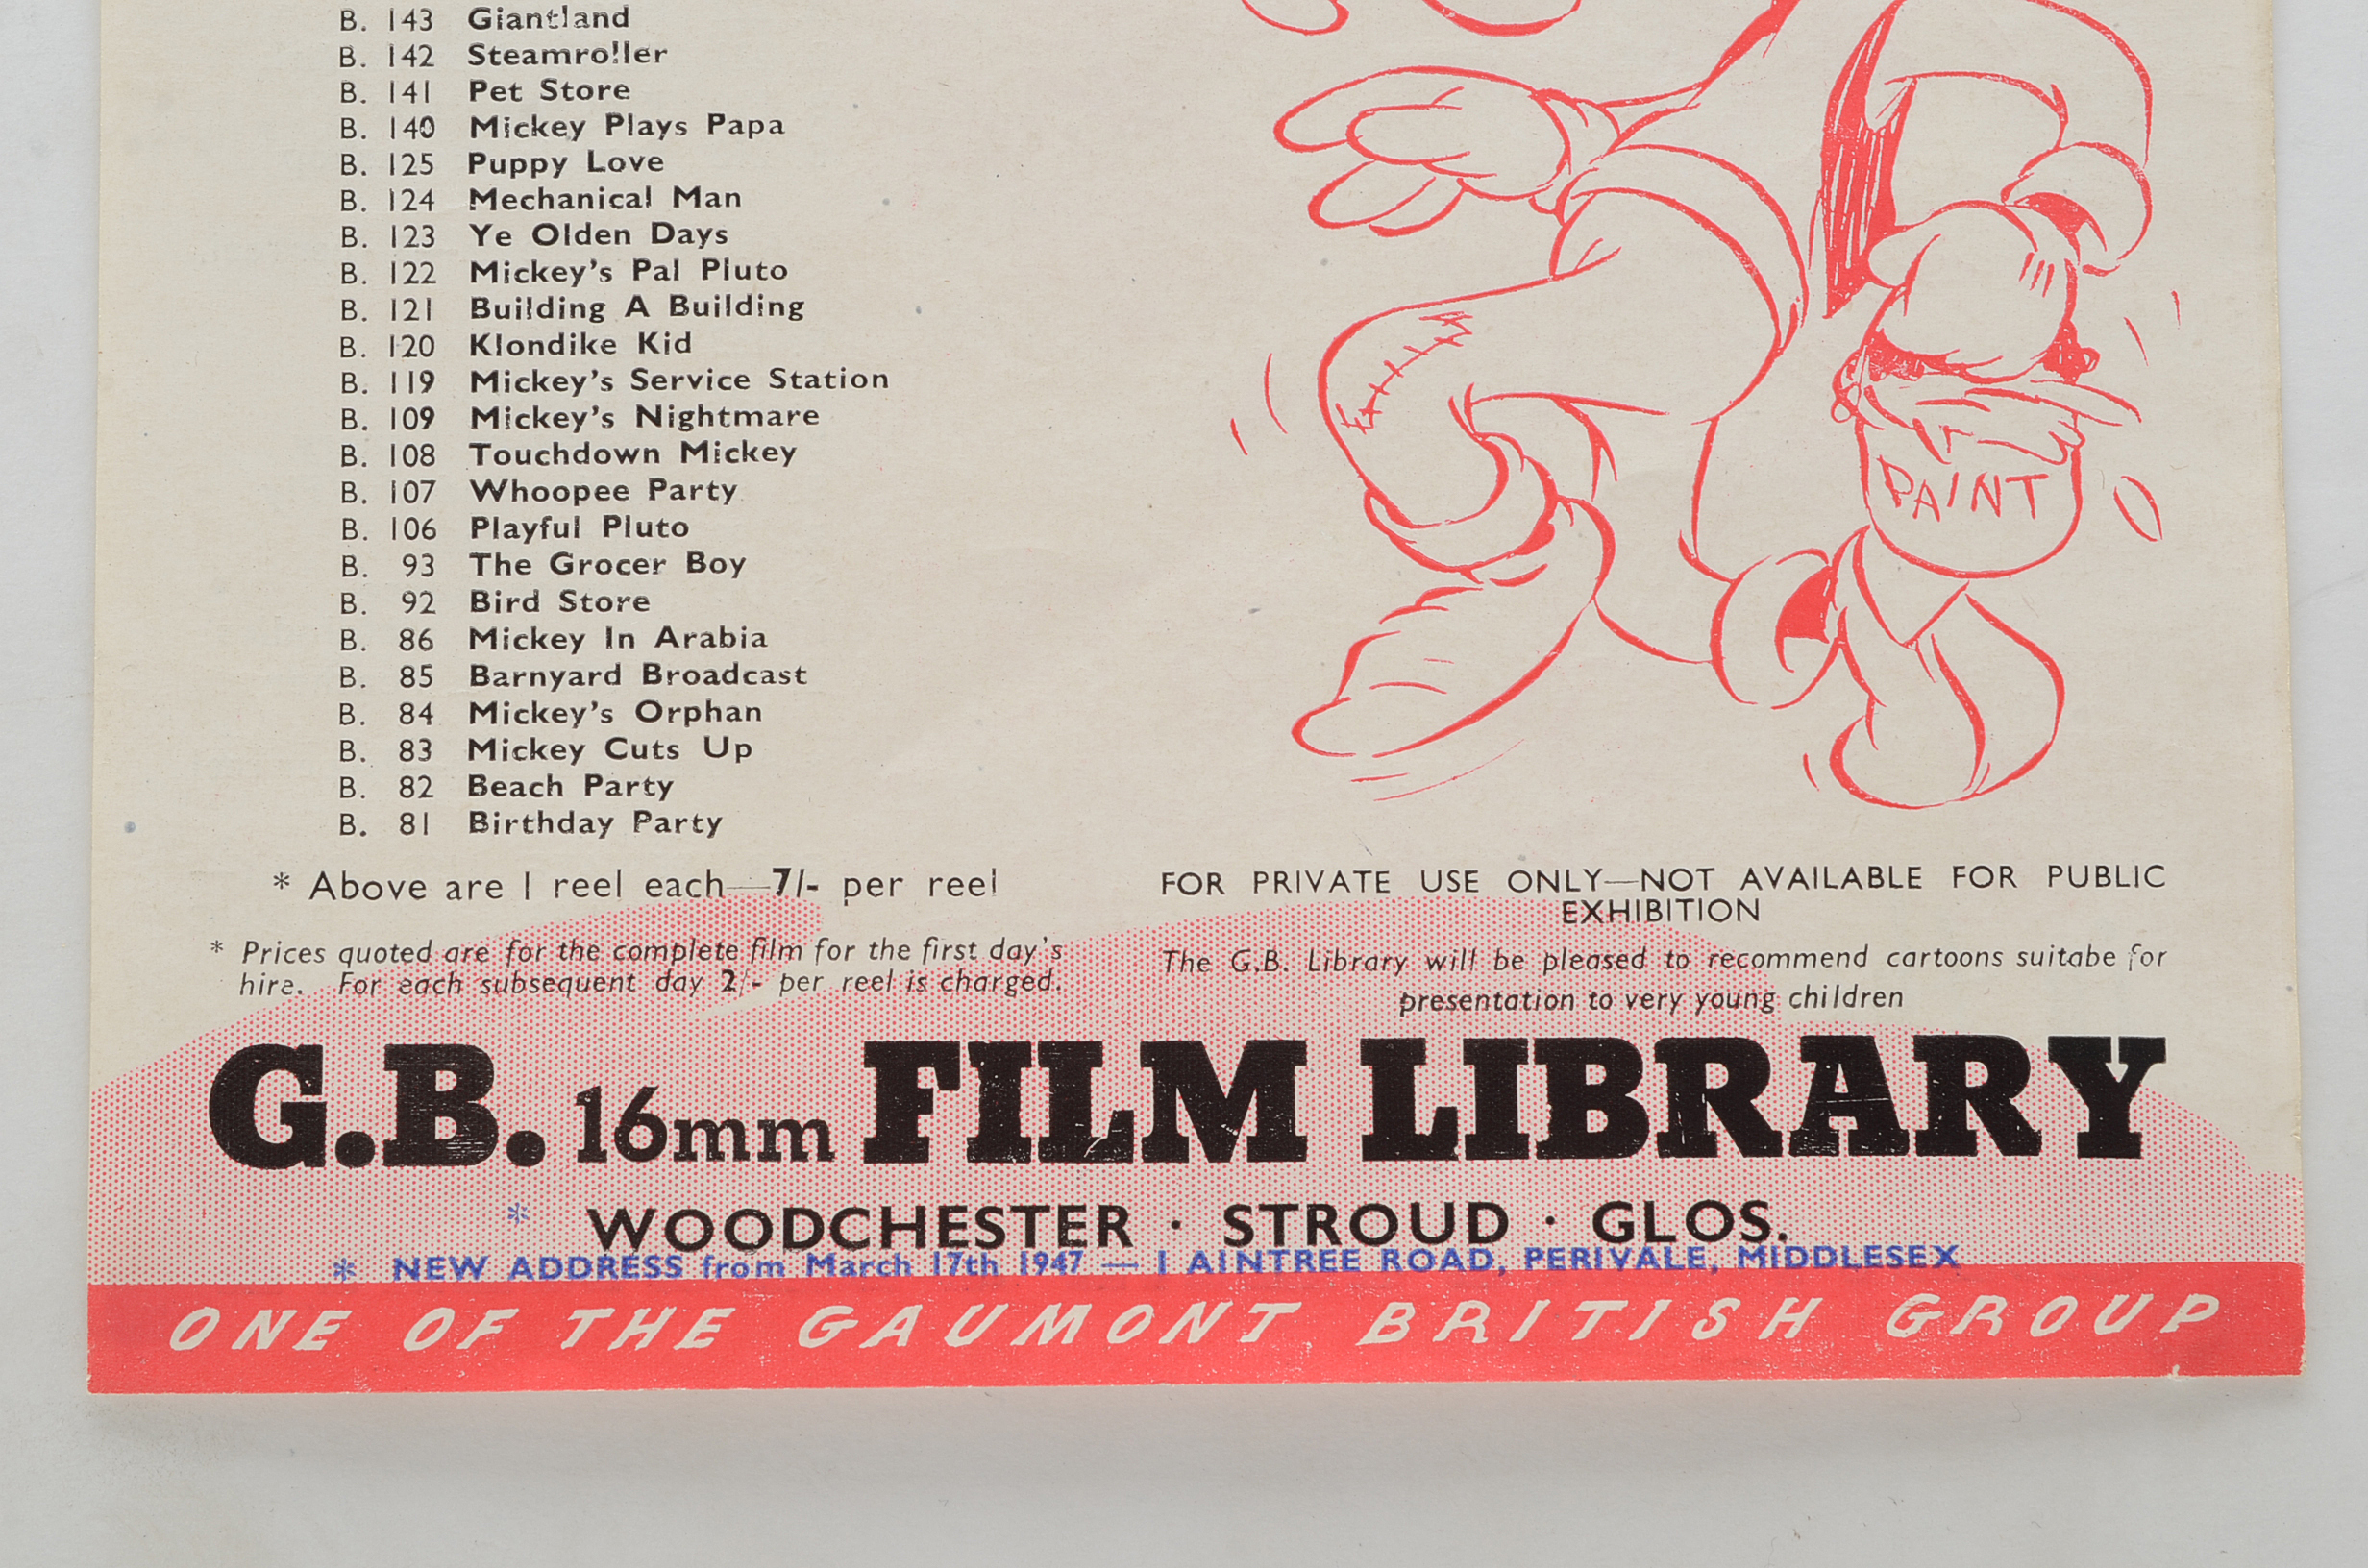 B. 143 Giantland
B. 142 Steamroller
B. 141 Pet Store
B. 140 Mickey Plays Papa
B. 125 Puppy Love
B. 124 Mechanical Man
B. 123 Ye Olden Days
B. 122 Mickey's Pal Pluto
B. 121 Building A Building
B. 120 Klondike Kid
B. 119 Mickey's Service Station
B. 109 Mickey's Nightmare
B. 108 Touchdown Mickey
B. 107 Whoopee Party
B. 106 Playful Pluto
B. 93 The Grocer Boy
B. 92 Bird Store
B. 86 Mickey In Arabia
B. 85 Barnyard Broadcast
B. 84 Mickey's Orphan
B. 83 Mickey Cuts Up
B. 82 Beach Party
B. 81 Birthday Party
PAINT
* Above are 1 reel each—7/- per reel
* Prices quoted are for the complete film for the first day's
hire. For each subsequent day 2/- per reel is charged.
FOR PRIVATE USE ONLY—NOT AVAILABLE FOR PUBLIC
EXHIBITION
The G.B. Library will be pleased to recommend cartoons suitabe for
presentation to very young children
G.B. 16mm FILM LIBRARY
* WOODCHESTER · STROUD · GLOS.
* NEW ADDRESS from March 17th 1947 — 1 AINTREE ROAD, PERIVALE, MIDDLESEX
ONE OF THE GAUMONT BRITISH GROUP